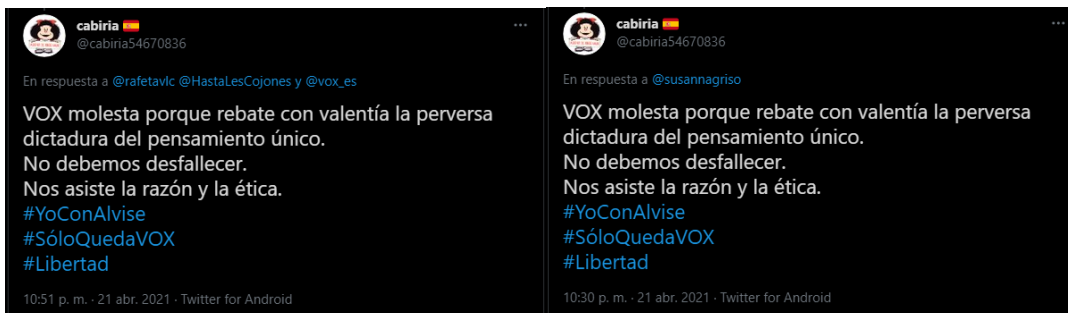 cabiria 🇪🇸
@cabiria54670836
En respuesta a @rafetavlc @HastaLesCojones y @vox_es
VOX molesta porque rebate con valentía la perversa
dictadura del pensamiento único.
No debemos desfallecer.
Nos asiste la razón y la ética.
#YoConAlvise
#SóloQuedaVOX
#Libertad
10:51 p. m. · 21 abr. 2021 · Twitter for Android
cabiria 🇪🇸
@cabiria54670836
En respuesta a @susannagriso
VOX molesta porque rebate con valentía la perversa
dictadura del pensamiento único.
No debemos desfallecer.
Nos asiste la razón y la ética.
#YoConAlvise
#SóloQuedaVOX
#Libertad
10:30 p. m. · 21 abr. 2021 · Twitter for Android